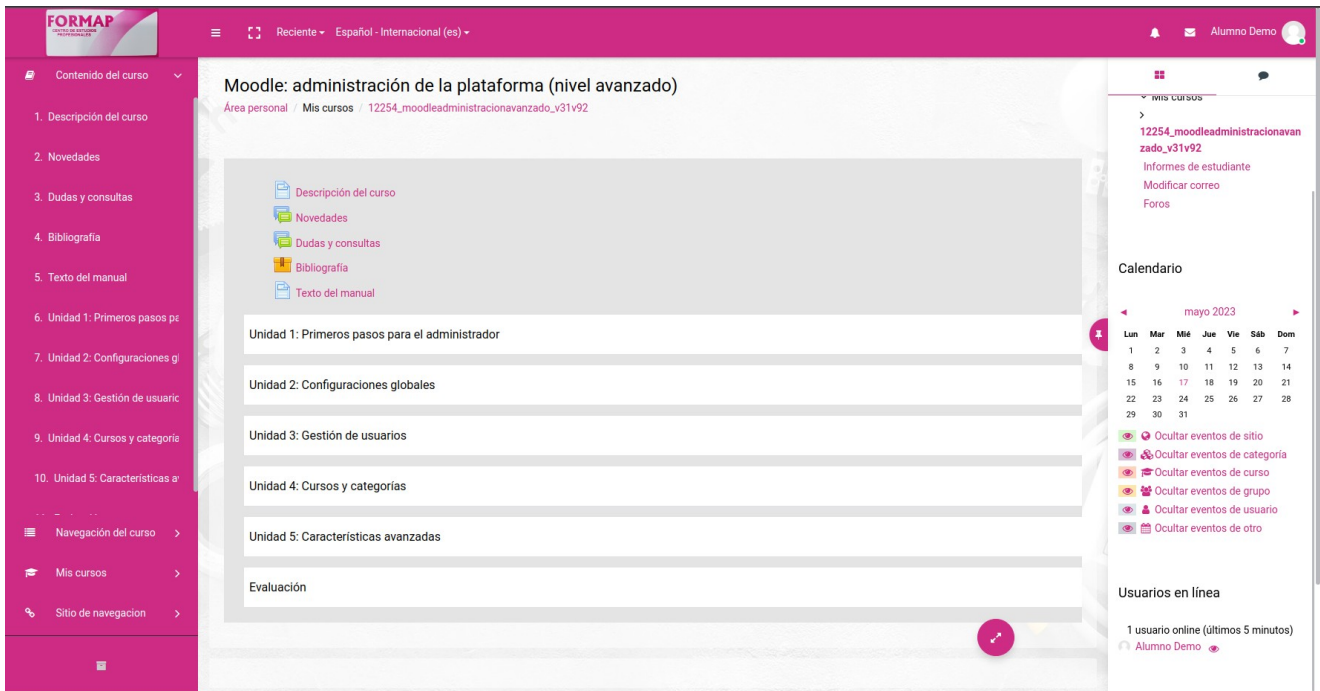 FORMAP
CENTRO DE ESTUDIOS
PROFESIONALES
Reciente
Español - Internacional (es)
Alumno Demo
Contenido del curso
1. Descripción del curso
2. Novedades
3. Dudas y consultas
4. Bibliografía
5. Texto del manual
6. Unidad 1: Primeros pasos pa
7. Unidad 2: Configuraciones gl
8. Unidad 3: Gestión de usuario
9. Unidad 4: Cursos y categoría
10. Unidad 5: Características a
Navegación del curso
Mis cursos
Sitio de navegacion
Moodle: administración de la plataforma (nivel avanzado)
Área personal / Mis cursos / 12254_moodleadministracionavanzado_v31v92
Descripción del curso
Novedades
Dudas y consultas
Bibliografía
Texto del manual
Unidad 1: Primeros pasos para el administrador
Unidad 2: Configuraciones globales
Unidad 3: Gestión de usuarios
Unidad 4: Cursos y categorías
Unidad 5: Características avanzadas
Evaluación
Mis cursos
12254_moodleadministracionavan
zado_v31v92
Informes de estudiante
Modificar correo
Foros
Calendario
◄ mayo 2023 ►
Lun Mar Mié Jue Vie Sáb Dom
1 2 3 4 5 6 7
8 9 10 11 12 13 14
15 16 17 18 19 20 21
22 23 24 25 26 27 28
29 30 31
Ocultar eventos de sitio
Ocultar eventos de categoría
Ocultar eventos de curso
Ocultar eventos de grupo
Ocultar eventos de usuario
Ocultar eventos de otro
Usuarios en línea
1 usuario online (últimos 5 minutos)
Alumno Demo